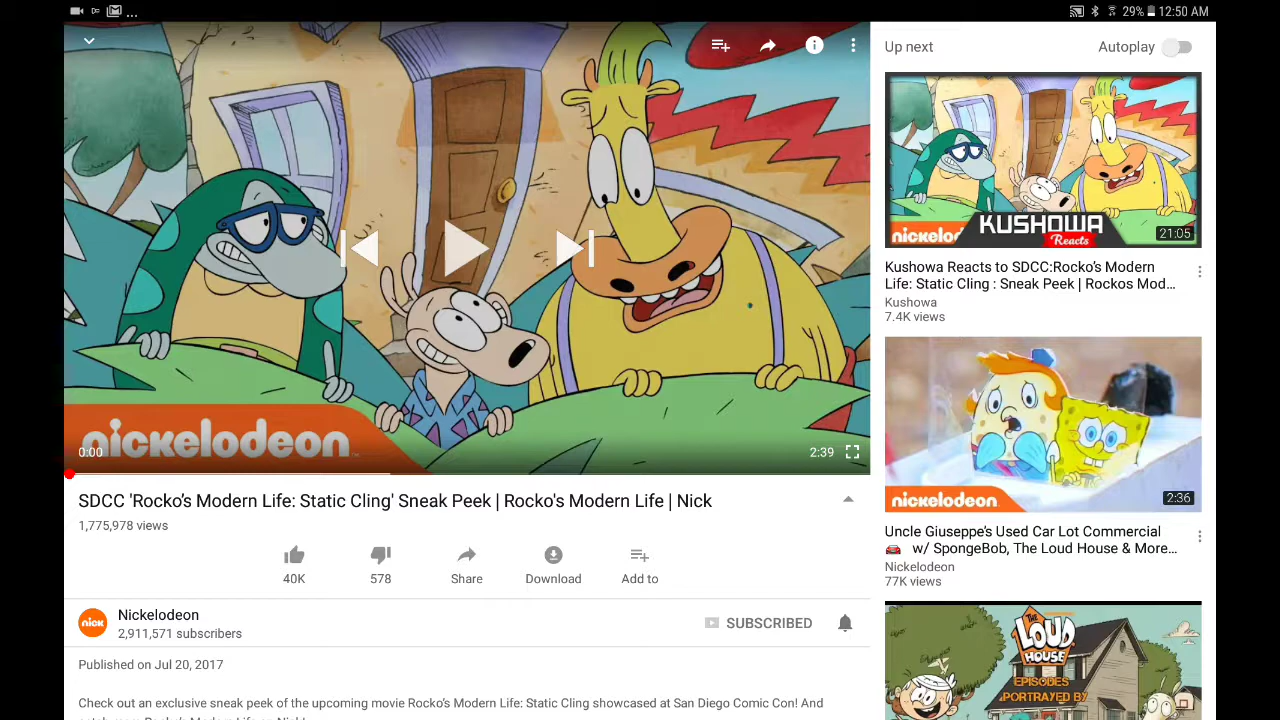 29% 12:50 AM
Up next
Autoplay
nickelodeon
0:00
2:39
SDCC 'Rocko's Modern Life: Static Cling' Sneak Peek | Rocko's Modern Life | Nick
1,775,978 views
40K
578
Share
Download
Add to
nick
Nickelodeon
2,911,571 subscribers
SUBSCRIBED
Published on Jul 20, 2017
Check out an exclusive sneak peek of the
movie Rocko's Modern Life: Static Cling showcased at San Diego Comic Con! And
nickelod
KUSHOWA
Reacts
21:05
Kushowa Reacts to SDCC:Rocko's Modern
Life: Static Cling : Sneak Peek | Rockos Mod...
Kushowa
7.4K views
nickelodeon
2:36
Uncle Giuseppe's Used Car Lot Commercial
w/ SpongeBob, The Loud House & More...
Nickelodeon
77K views
THE
LOUD
HOUSE
EPISODES
PORTRAYED BY